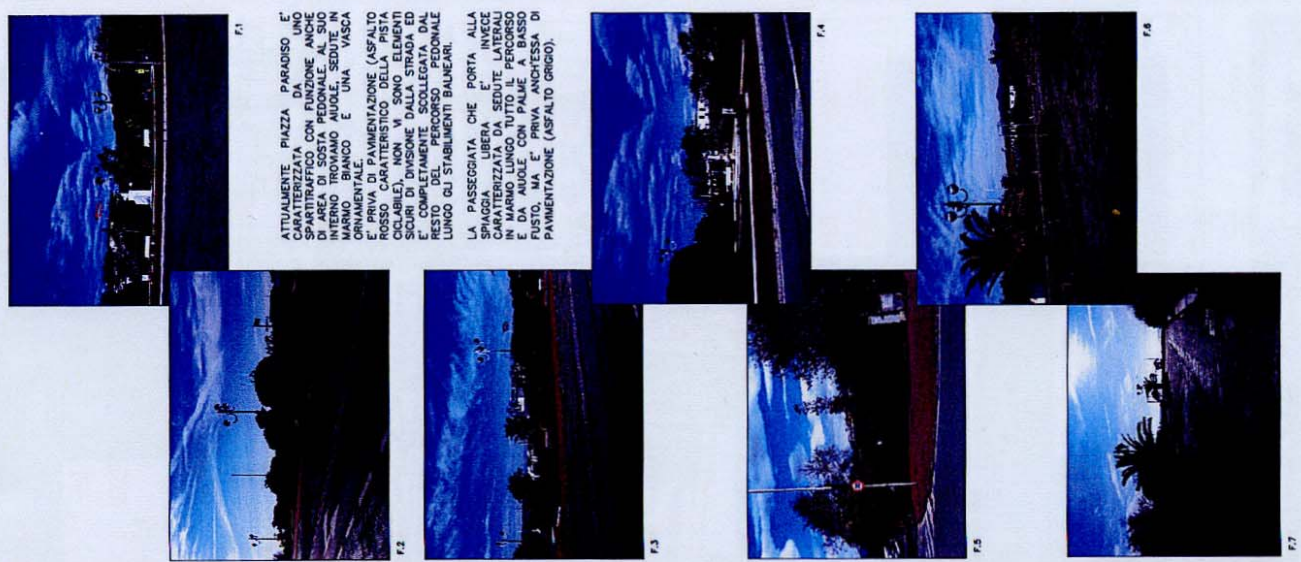 F.1
ATTUALMENTE PIAZZA PARADISO E'
CARATTERIZZATA DA UNO
SPARTITRAFFICO CON FUNZIONE ANCHE
DI AREA DI SOSTA PEDONALE. AL SUO
INTERNO TROVIAMO AIUOLE, SEDUTE IN
MARMO BIANCO E UNA VASCA
ORNAMENTALE.
E' PRIVA DI PAVIMENTAZIONE (ASFALTO
ROSSO CARATTERISTICO DELLA PISTA
CICLABILE), NON VI SONO ELEMENTI
SICURI DI DIVISIONE DALLA STRADA ED
E' COMPLETAMENTE SCOLLEGATA DAL
RESTO DEL PERCORSO PEDONALE
LUNGO GLI STABILIMENTI BALNEARI.
LA PASSEGGIATA CHE PORTA ALLA
SPIAGGIA LIBERA E' INVECE
CARATTERIZZATA DA SEDUTE LATERALI
IN MARMO LUNGO TUTTO IL PERCORSO
E DA AIUOLE CON PALME A BASSO
FUSTO, MA E' PRIVA ANCH'ESSA DI
PAVIMENTAZIONE (ASFALTO GRIGIO).
F.2
F.3
F.4
F.5
F.6
F.7